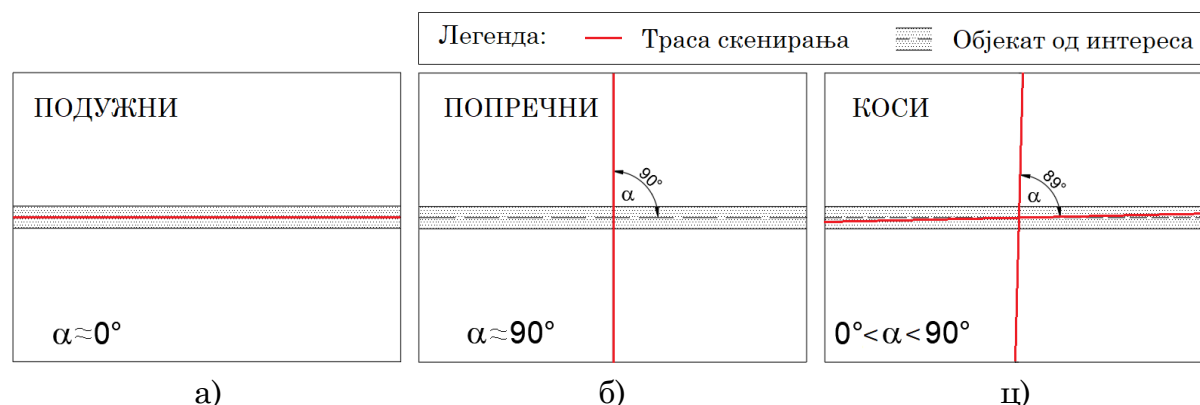 Легенда: Траса скенирања Објекат од интереса
ПОДУЖНИ
α≈0°
а)
ПОПРЕЧНИ
90°
α
α≈90°
б)
КОСИ
89°
α
0°<α<90°
ц)